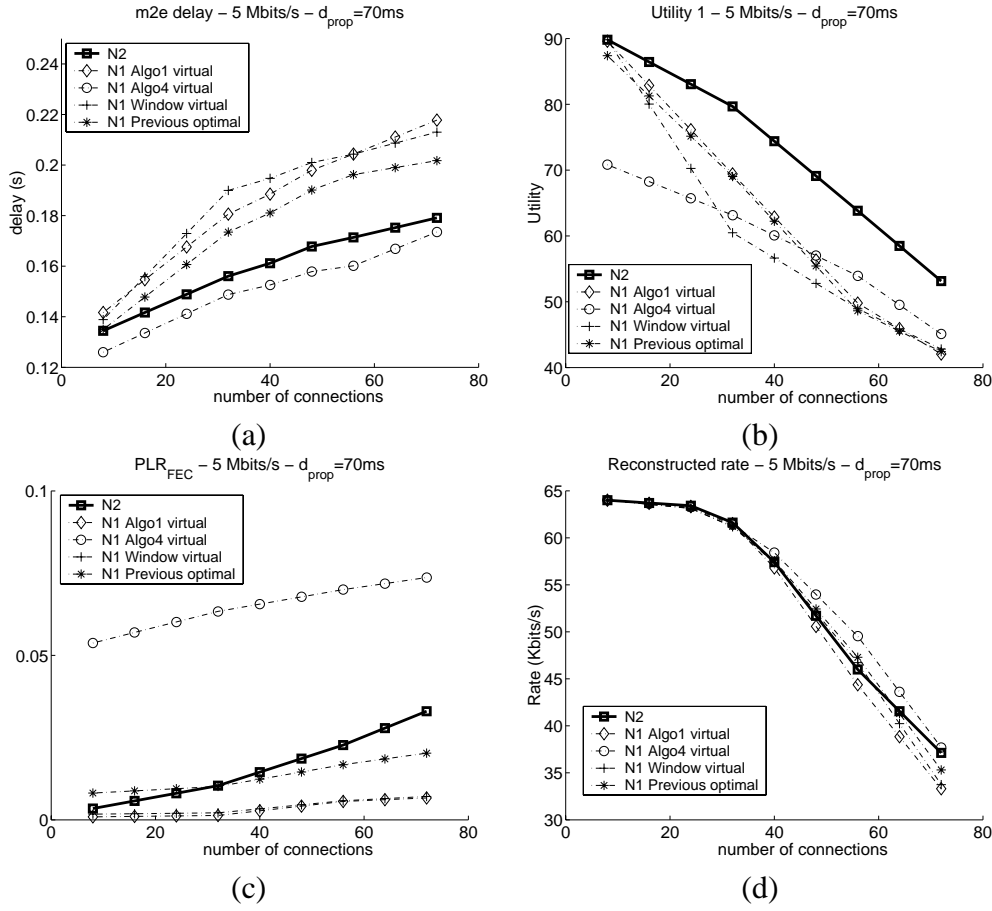 m2e delay – 5 Mbits/s – d_prop=70ms
0.24
0.22
0.2
0.18
0.16
0.14
0.12
delay (s)
N2
N1 Algo1 virtual
N1 Algo4 virtual
N1 Window virtual
N1 Previous optimal
0
20
40
60
80
number of connections
(a)
Utility 1 – 5 Mbits/s – d_prop=70ms
90
80
70
60
50
40
Utility
N2
N1 Algo1 virtual
N1 Algo4 virtual
N1 Window virtual
N1 Previous optimal
0
20
40
60
80
number of connections
(b)
PLR_FEC – 5 Mbits/s – d_prop=70ms
0.1
0.05
0
N2
N1 Algo1 virtual
N1 Algo4 virtual
N1 Window virtual
N1 Previous optimal
0
20
40
60
80
number of connections
(c)
Reconstructed rate – 5 Mbits/s – d_prop=70ms
65
60
55
50
45
40
35
30
Rate (Kbits/s)
N2
N1 Algo1 virtual
N1 Algo4 virtual
N1 Window virtual
N1 Previous optimal
0
20
40
60
80
number of connections
(d)